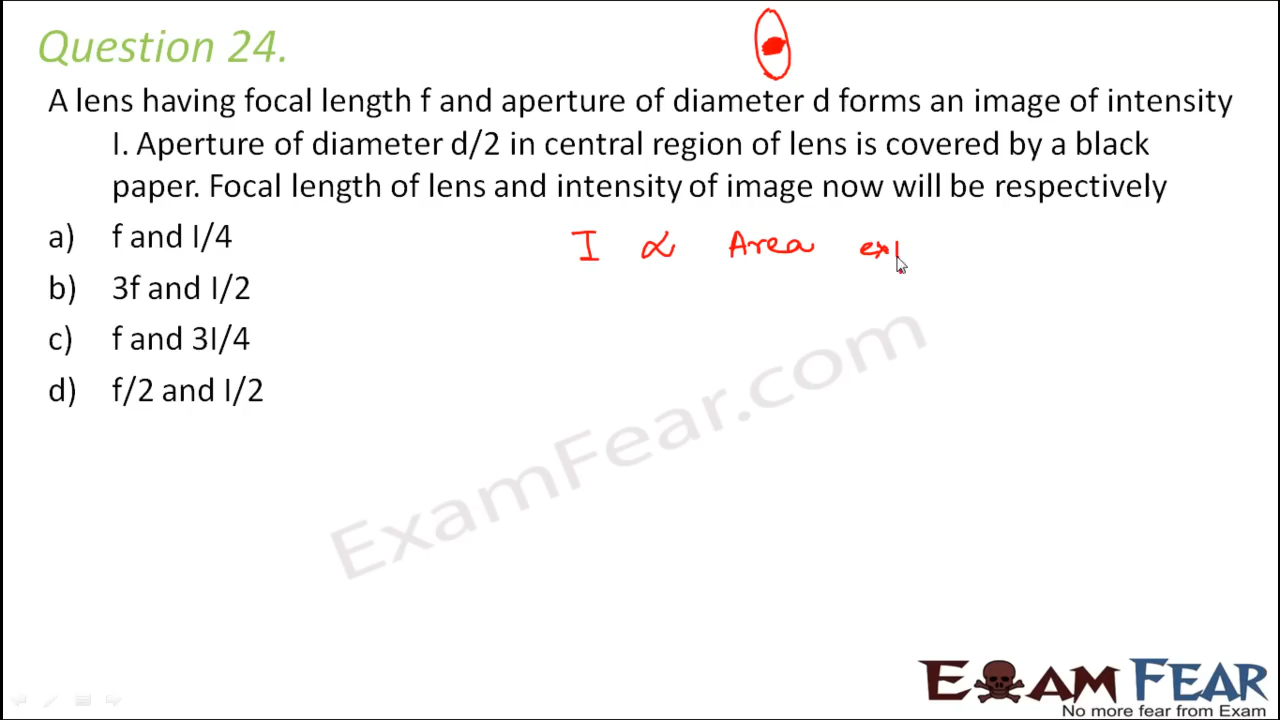 Question 24.
A lens having focal length f and aperture of diameter d forms an image of intensity
I. Aperture of diameter d/2 in central region of lens is covered by a black
paper. Focal length of lens and intensity of image now will be respectively
a) f and I/4
I ∝ Area
b) 3f and I/2
c) f and 3I/4
d) f/2 and I/2
ExamFear.com
EXAM FEAR
No more fear from Exam